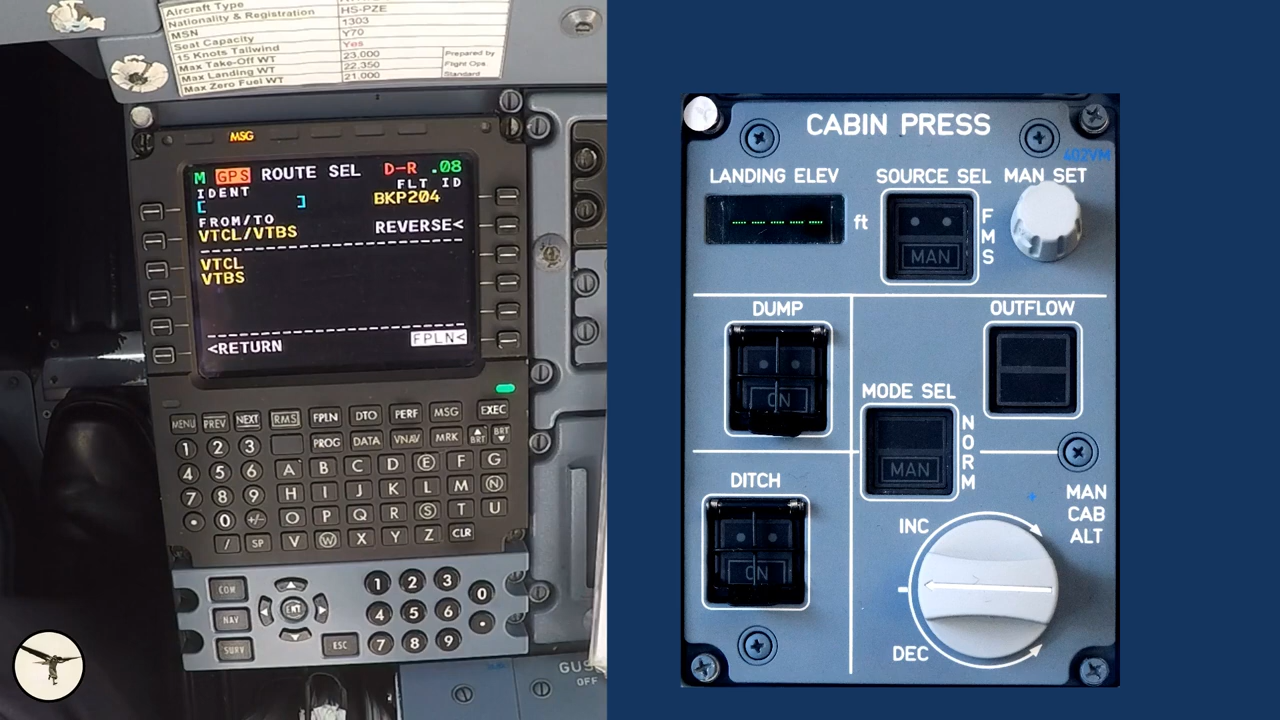 Aircraft Type
Nationality & Registration HS-PZE
MSN 1303
Seat Capacity Y70
15 Knots Tailwind Yes
Max Take-Off WT 23,000
Max Landing WT 22,350
Max Zero Fuel WT 21,000
Prepared by
Flight Ops
Standard
MSG
M GPS ROUTE SEL D-R .08
IDENT FLT ID
[ ] BKP204
FROM/TO
VTCL/VTBS REVERSE<
VTCL
VTBS
<RETURN FPLN<
MENU PREV NEXT RMS FPLN DTO PERF MSG EXEC
PROG DATA VNAV MRK ▲BRT BRT▼
1 2 3 A B C D E F G
4 5 6 H I J K L M N
7 8 9 O P Q R S T U
• 0 +/- V W X Y Z CLR
/ SP
COM
NAV
SURV
ENT
ESC
1 2 3
4 5 6 0
7 8 9 •
GUS
OFF
CABIN PRESS
402VM
LANDING ELEV SOURCE SEL MAN SET
----- ft MAN FMS
DUMP OUTFLOW
ON
MODE SEL
MAN NORM
DITCH
ON
MAN
CAB
ALT
INC
DEC